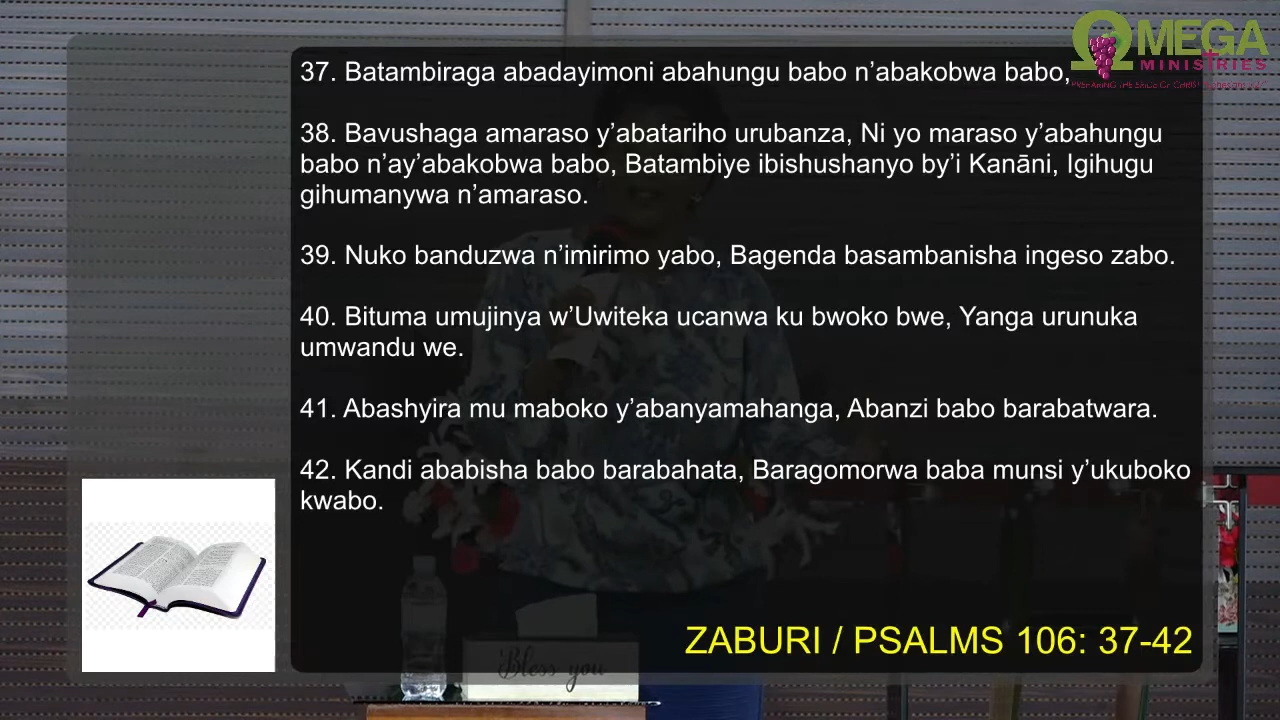 OMEGA
MINISTRIES
37. Batambiraga abadayimoni abahungu babo n’abakobwa babo,
38. Bavushaga amaraso y’abatariho urubanza, Ni yo maraso y’abahungu
babo n’ay’abakobwa babo, Batambiye ibishushanyo by’i Kanāni, Igihugu
gihumanywa n’amaraso.
39. Nuko banduzwa n’imirimo yabo, Bagenda basambanisha ingeso zabo.
40. Bituma umujinya w’Uwiteka ucanwa ku bwoko bwe, Yanga urunuka
umwandu we.
41. Abashyira mu maboko y’abanyamahanga, Abanzi babo barabatwara.
42. Kandi ababisha babo barabahata, Baragomorwa baba munsi y’ukuboko
kwabo.
ZABURI / PSALMS 106: 37-42
Bless you